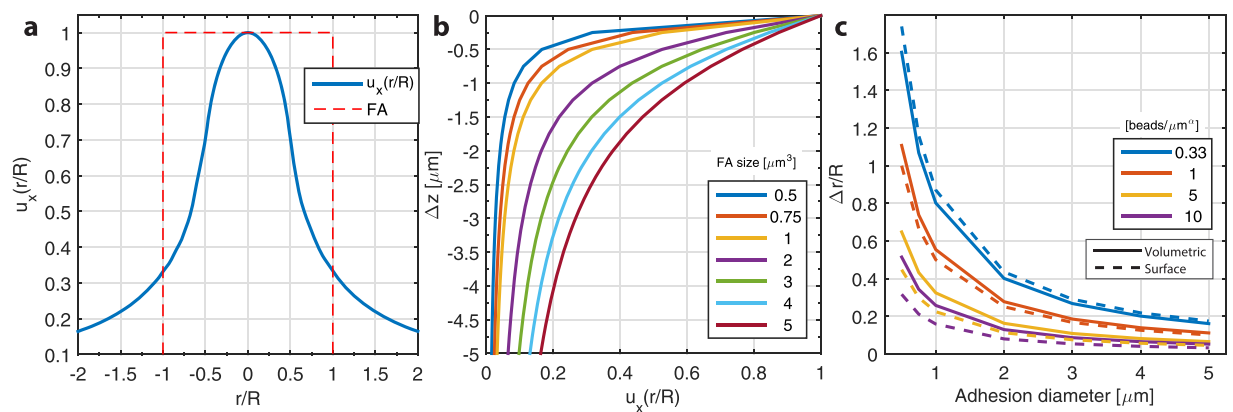 a
1
0.9
0.8
0.7
0.6
0.5
0.4
0.3
0.2
0.1
u_x(r/R)
-2 -1.5 -1 -0.5 0 0.5 1 1.5 2
r/R
u_x(r/R)
FA
b
0
-0.5
-1
-1.5
-2
-2.5
-3
-3.5
-4
-4.5
-5
Δz [μm]
0 0.2 0.4 0.6 0.8 1
u_x(r/R)
FA size [μm³]
0.5
0.75
1
2
3
4
5
c
1.6
1.4
1.2
1
0.8
0.6
0.4
0.2
0
Δr/R
1 2 3 4 5
Adhesion diameter [μm]
[beads/μm^α]
0.33
1
5
10
Volumetric
Surface